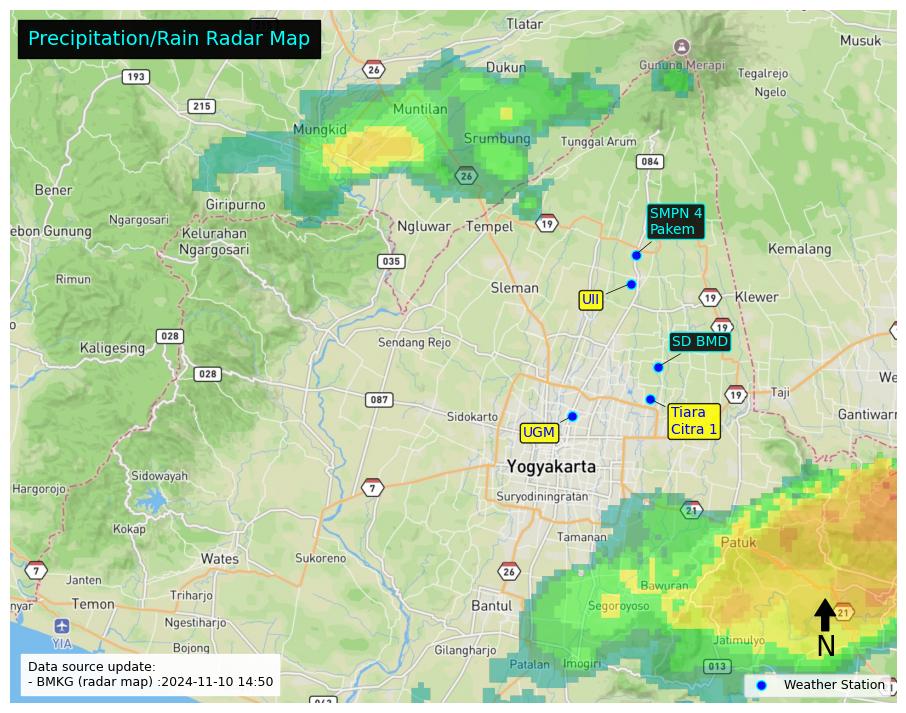 Precipitation/Rain Radar Map
Tlatar
Musuk
26
Dukun
Gunung Merapi
193
Tegalrejo
215
Muntilan
Ngelo
Mungkid
Srumbung
Tunggal Arum
084
26
Bener
Giripurno
SMPN 4
Pakem
Ngargosari
ebon Gunung
Kelurahan
Ngargosari
Ngluwar
Tempel
19
Kemalang
035
Rimun
Sleman
UII
19
Klewer
19
028
Kaligesing
Sendang Rejo
SD BMD
028
We
087
19
Taji
Sidokarto
Tiara
Citra 1
Gantiwarn
UGM
Yogyakarta
Sidowayah
Hargorojo
7
Suryodiningratan
21
Kokap
Tamanan
Patuk
Wates
Sukoreno
7
Janten
26
Bawuran
nyar
Temon
Triharjo
Bantul
Segoroyoso
21
Ngestiharjo
YIA
Jatimulyo
N
Bojong
Gilangharjo
Patalan
Imogiri
013
Data source update:
- BMKG (radar map) :2024-11-10 14:50
Weather Station